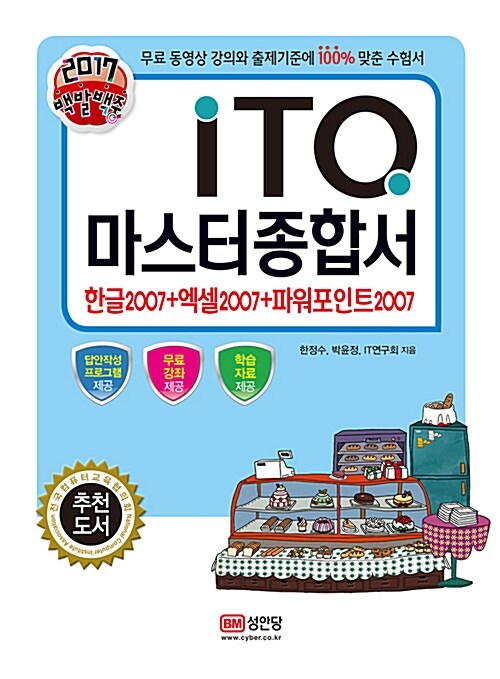 무료 동영상 강의와 출제기준에 100% 맞춘 수험서
2017
백발백중
iTQ
마스터종합서
한글2007+엑셀2007+파워포인트2007
한정수, 박윤정, IT연구회 지음
답안작성
프로그램
제공
무료
강좌
제공
학습
자료
제공
전국컴퓨터교육협의회
National Computer Institute Association
추천
도서
BM 성안당
www.cyber.co.kr